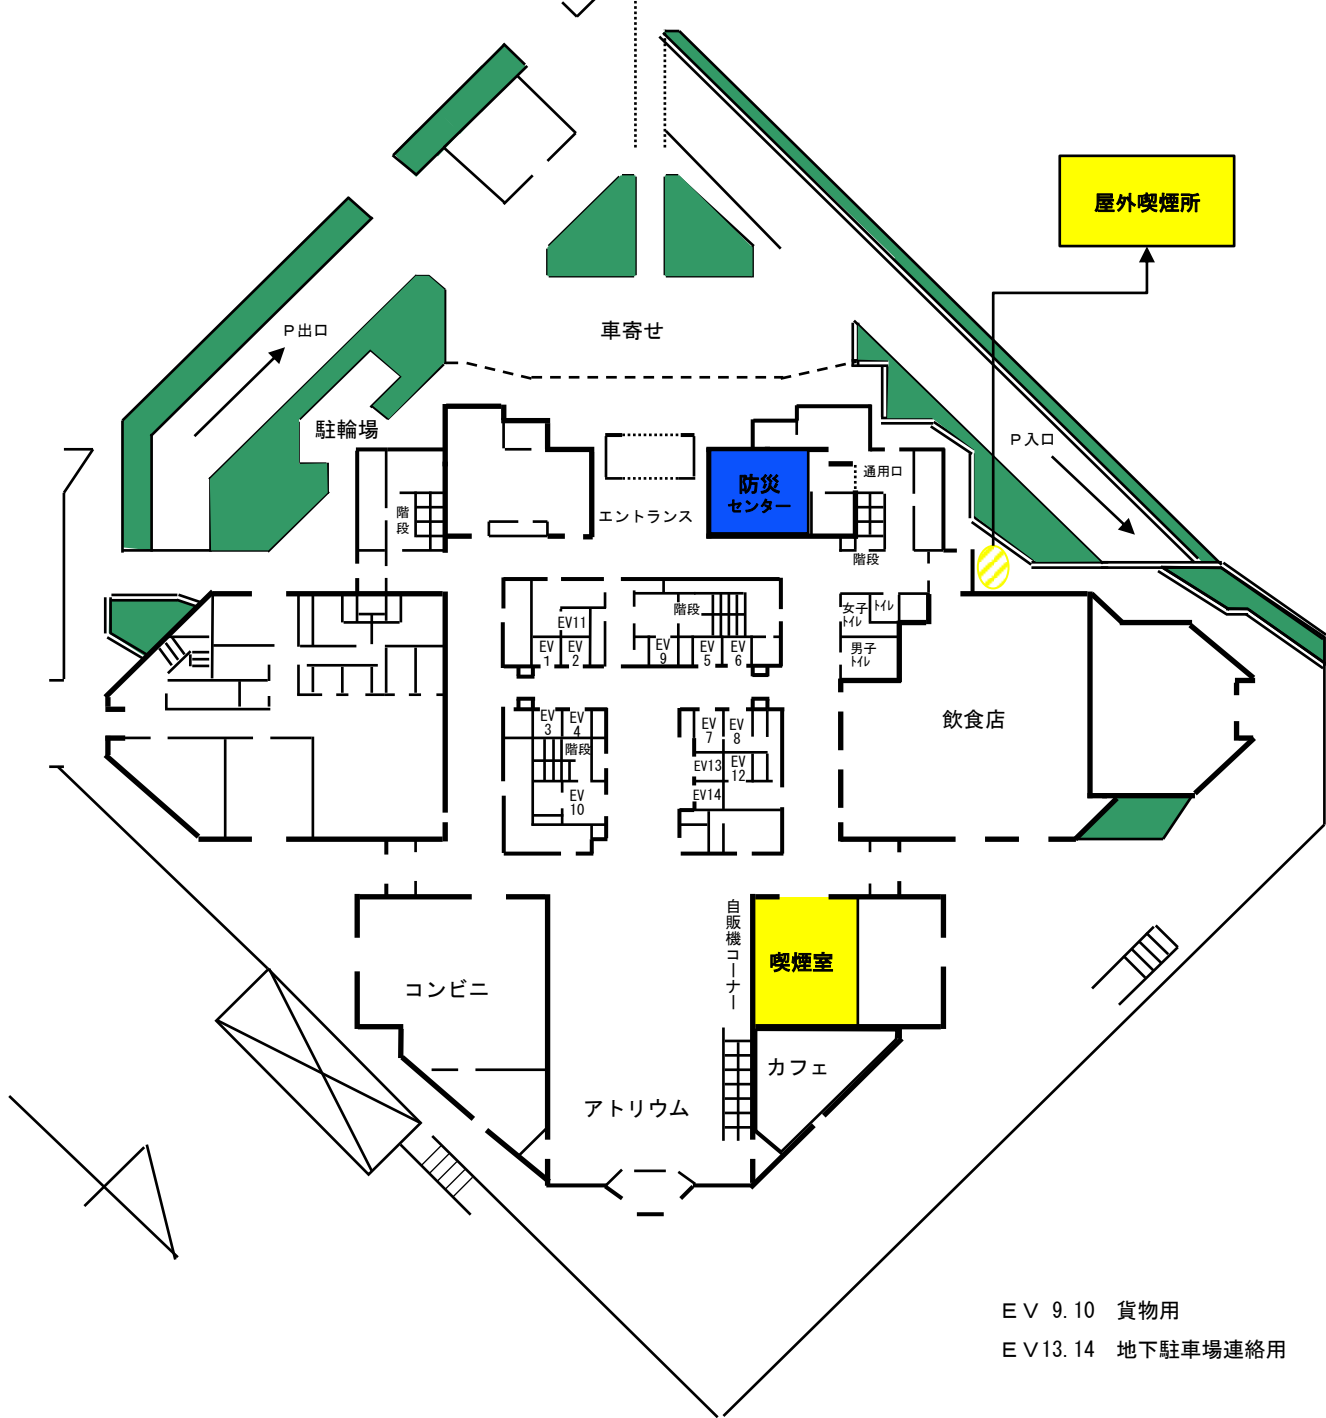 屋外喫煙所
P出口
車寄せ
駐輪場
P入口
通用口
防災
センター
階
段
エントランス
階段
階段
EV11
EV
1
EV
2
EV
9
EV
5
EV
6
女子
トイレ
トイレ
男子
トイレ
EV
3
EV
4
階段
EV
10
EV
7
EV
8
EV13
EV
12
EV14
飲食店
自販機コーナー
喫煙室
コンビニ
カフェ
アトリウム
EV 9.10 貨物用
EV13.14 地下駐車場連絡用